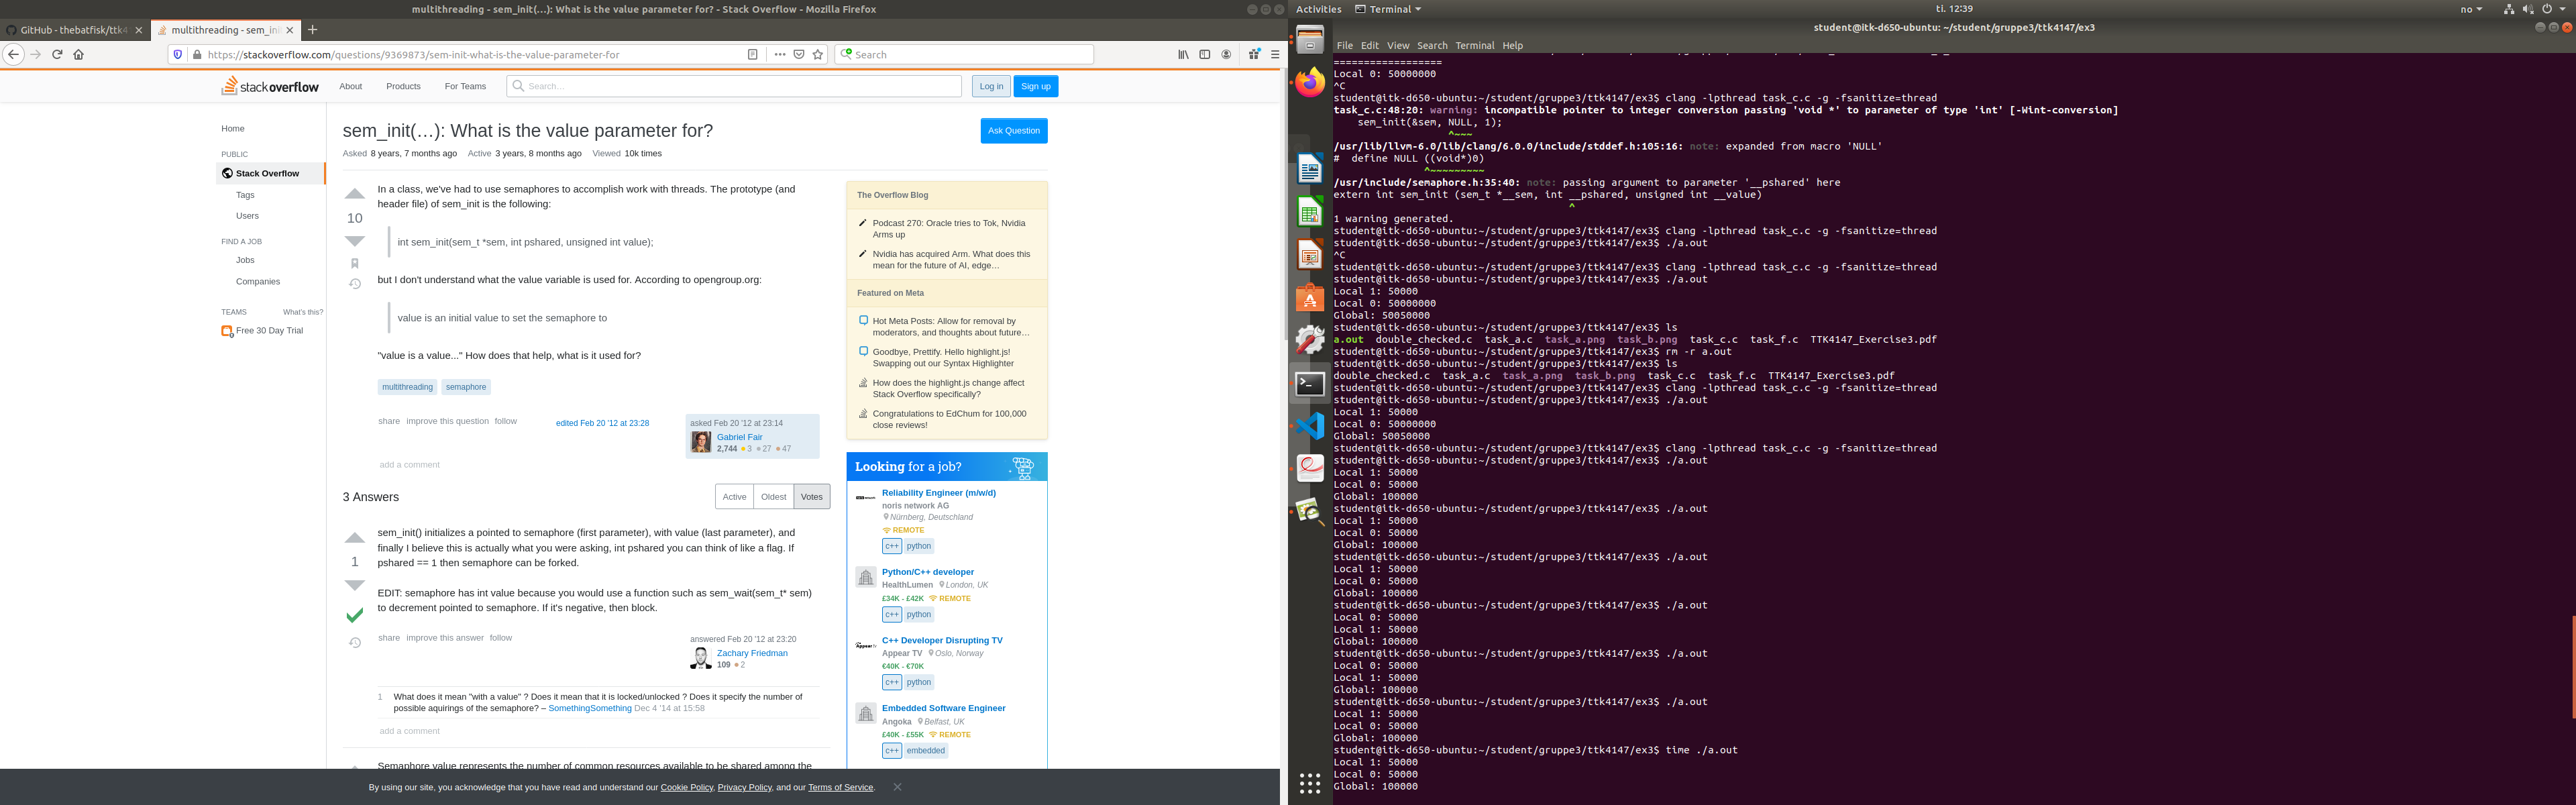 multithreading - sem_init(…): What is the value parameter for? - Stack Overflow - Mozilla Firefox
GitHub - thebatfisk/ttk4
multithreading - sem_init
https://stackoverflow.com/questions/9369873/sem-init-what-is-the-value-parameter-for
Search
stackoverflow
About
Products
For Teams
Search…
Log in
Sign up
Home
PUBLIC
Stack Overflow
Tags
Users
FIND A JOB
Jobs
Companies
TEAMS What's this?
Free 30 Day Trial
sem_init(…): What is the value parameter for?
Ask Question
Asked 8 years, 7 months ago Active 3 years, 8 months ago Viewed 10k times
10
In a class, we've had to use semaphores to accomplish work with threads. The prototype (and
header file) of sem_init is the following:
int sem_init(sem_t *sem, int pshared, unsigned int value);
but I don't understand what the value variable is used for. According to opengroup.org:
value is an initial value to set the semaphore to
"value is a value..." How does that help, what is it used for?
multithreading semaphore
share improve this question follow
edited Feb 20 '12 at 23:28
asked Feb 20 '12 at 23:14
Gabriel Fair
2,744 3 27 47
add a comment
3 Answers
Active Oldest Votes
1
sem_init() initializes a pointed to semaphore (first parameter), with value (last parameter), and
finally I believe this is actually what you were asking, int pshared you can think of like a flag. If
pshared == 1 then semaphore can be forked.
EDIT: semaphore has int value because you would use a function such as sem_wait(sem_t* sem)
to decrement pointed to semaphore. If it's negative, then block.
share improve this answer follow
answered Feb 20 '12 at 23:20
Zachary Friedman
109 2
1 What does it mean "with a value" ? Does it mean that it is locked/unlocked ? Does it specify the number of
possible aquirings of the semaphore? – SomethingSomething Dec 4 '14 at 15:58
add a comment
Semaphore value represents the number of common resources available to be shared among the
The Overflow Blog
Podcast 270: Oracle tries to Tok, Nvidia
Arms up
Nvidia has acquired Arm. What does this
mean for the future of AI, edge…
Featured on Meta
Hot Meta Posts: Allow for removal by
moderators, and thoughts about future…
Goodbye, Prettify. Hello highlight.js!
Swapping out our Syntax Highlighter
How does the highlight.js change affect
Stack Overflow specifically?
Congratulations to EdChum for 100,000
close reviews!
Looking for a job?
Reliability Engineer (m/w/d)
noris network AG
Nürnberg, Deutschland
REMOTE
c++ python
Python/C++ developer
HealthLumen London, UK
£34K - £42K REMOTE
c++ python
C++ Developer Disrupting TV
Appear TV Oslo, Norway
€40K - €70K
c++ python
Embedded Software Engineer
Angoka Belfast, UK
£40K - £55K REMOTE
c++ embedded
By using our site, you acknowledge that you have read and understand our Cookie Policy, Privacy Policy, and our Terms of Service.
Activities Terminal ti. 12:39 no
student@itk-d650-ubuntu: ~/student/gruppe3/ttk4147/ex3
File Edit View Search Terminal Help
==================
Local 0: 50000000
^C
student@itk-d650-ubuntu:~/student/gruppe3/ttk4147/ex3$ clang -lpthread task_c.c -g -fsanitize=thread
task_c.c:48:20: warning: incompatible pointer to integer conversion passing 'void *' to parameter of type 'int' [-Wint-conversion]
sem_init(&sem, NULL, 1);
^~~~
/usr/lib/llvm-6.0/lib/clang/6.0.0/include/stddef.h:105:16: note: expanded from macro 'NULL'
# define NULL ((void*)0)
^~~~~~~~~~
/usr/include/semaphore.h:35:40: note: passing argument to parameter '__pshared' here
extern int sem_init (sem_t *__sem, int __pshared, unsigned int __value)
^
1 warning generated.
student@itk-d650-ubuntu:~/student/gruppe3/ttk4147/ex3$ clang -lpthread task_c.c -g -fsanitize=thread
student@itk-d650-ubuntu:~/student/gruppe3/ttk4147/ex3$ ./a.out
^C
student@itk-d650-ubuntu:~/student/gruppe3/ttk4147/ex3$ clang -lpthread task_c.c -g -fsanitize=thread
student@itk-d650-ubuntu:~/student/gruppe3/ttk4147/ex3$ ./a.out
Local 1: 50000
Local 0: 50000000
Global: 50050000
student@itk-d650-ubuntu:~/student/gruppe3/ttk4147/ex3$ ls
a.out double_checked.c task_a.c task_a.png task_b.png task_c.c task_f.c TTK4147_Exercise3.pdf
student@itk-d650-ubuntu:~/student/gruppe3/ttk4147/ex3$ rm -r a.out
student@itk-d650-ubuntu:~/student/gruppe3/ttk4147/ex3$ ls
double_checked.c task_a.c task_a.png task_b.png task_c.c task_f.c TTK4147_Exercise3.pdf
student@itk-d650-ubuntu:~/student/gruppe3/ttk4147/ex3$ clang -lpthread task_c.c -g -fsanitize=thread
student@itk-d650-ubuntu:~/student/gruppe3/ttk4147/ex3$ ./a.out
Local 1: 50000
Local 0: 50000000
Global: 50050000
student@itk-d650-ubuntu:~/student/gruppe3/ttk4147/ex3$ clang -lpthread task_c.c -g -fsanitize=thread
student@itk-d650-ubuntu:~/student/gruppe3/ttk4147/ex3$ ./a.out
Local 1: 50000
Local 0: 50000
Global: 100000
student@itk-d650-ubuntu:~/student/gruppe3/ttk4147/ex3$ ./a.out
Local 1: 50000
Local 0: 50000
Global: 100000
student@itk-d650-ubuntu:~/student/gruppe3/ttk4147/ex3$ ./a.out
Local 1: 50000
Local 0: 50000
Global: 100000
student@itk-d650-ubuntu:~/student/gruppe3/ttk4147/ex3$ ./a.out
Local 0: 50000
Local 1: 50000
Global: 100000
student@itk-d650-ubuntu:~/student/gruppe3/ttk4147/ex3$ ./a.out
Local 0: 50000
Local 1: 50000
Global: 100000
student@itk-d650-ubuntu:~/student/gruppe3/ttk4147/ex3$ ./a.out
Local 1: 50000
Local 0: 50000
Global: 100000
student@itk-d650-ubuntu:~/student/gruppe3/ttk4147/ex3$ time ./a.out
Local 1: 50000
Local 0: 50000
Global: 100000